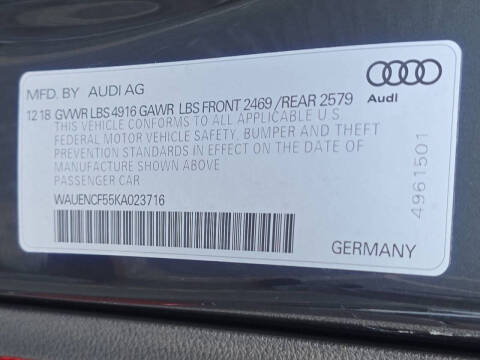 MFD. BY AUDI AG
Audi
12 18 GVWR LBS 4916 GAWR LBS FRONT 2469 /REAR 2579
THIS VEHICLE CONFORMS TO ALL APPLICABLE U.S.
FEDERAL MOTOR VEHICLE SAFETY, BUMPER AND THEFT
PREVENTION STANDARDS IN EFFECT ON THE DATE OF
MANUFACTURE SHOWN ABOVE
PASSENGER CAR
WAUENCF55KA023716
4961501
GERMANY